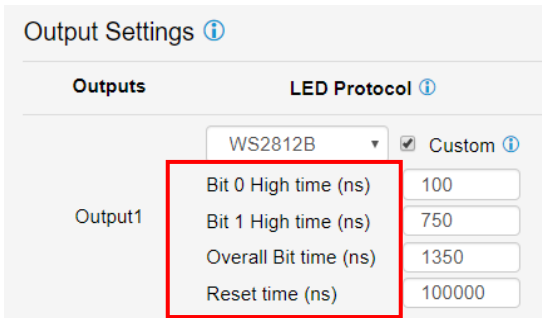 Output Settings
Outputs LED Protocol
WS2812B Custom
Bit 0 High time (ns) 100
Output1 Bit 1 High time (ns) 750
Overall Bit time (ns) 1350
Reset time (ns) 100000